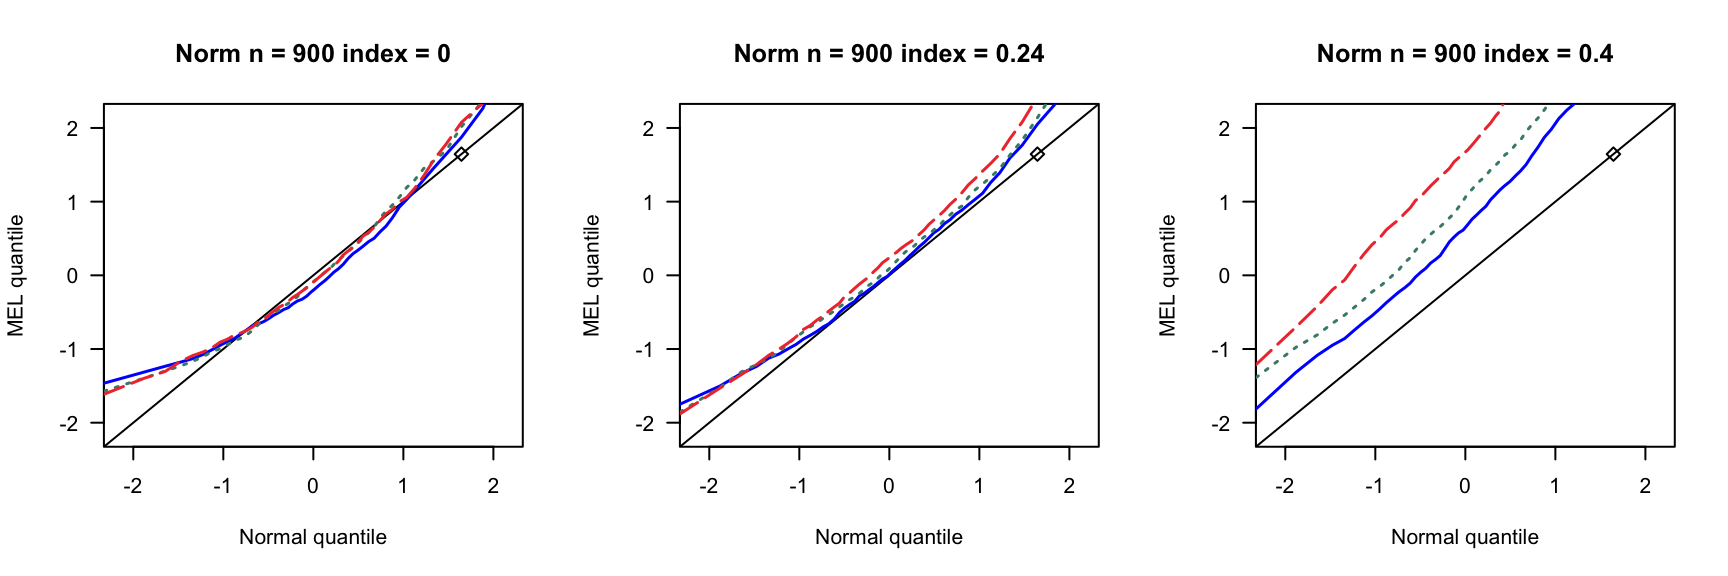 Norm n = 900 index = 0
MEL quantile
2
1
0
-1
-2
-2 -1 0 1 2
Normal quantile
Norm n = 900 index = 0.24
MEL quantile
2
1
0
-1
-2
-2 -1 0 1 2
Normal quantile
Norm n = 900 index = 0.4
MEL quantile
2
1
0
-1
-2
-2 -1 0 1 2
Normal quantile